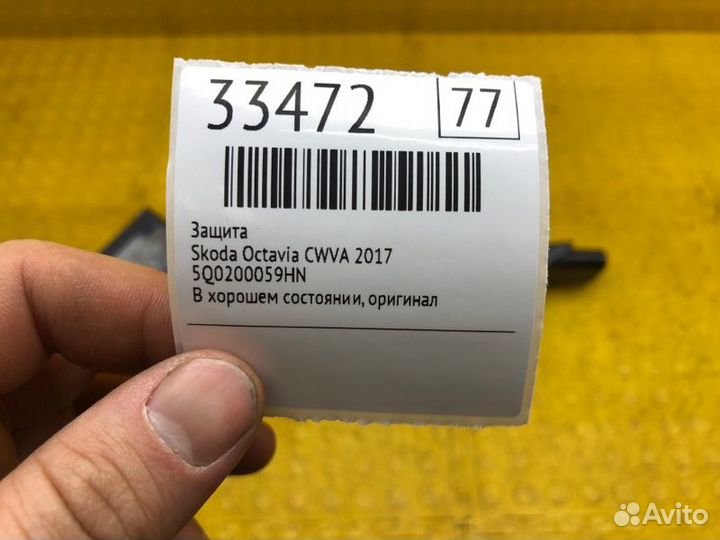 33472
77
Защита
Skoda Octavia CWVA 2017
5Q0200059HN
В хорошем состоянии, оригинал
Avito